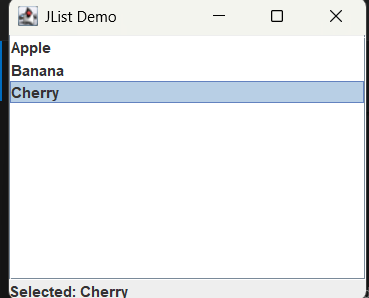 JList Demo
Apple
Banana
Cherry
Selected: Cherry